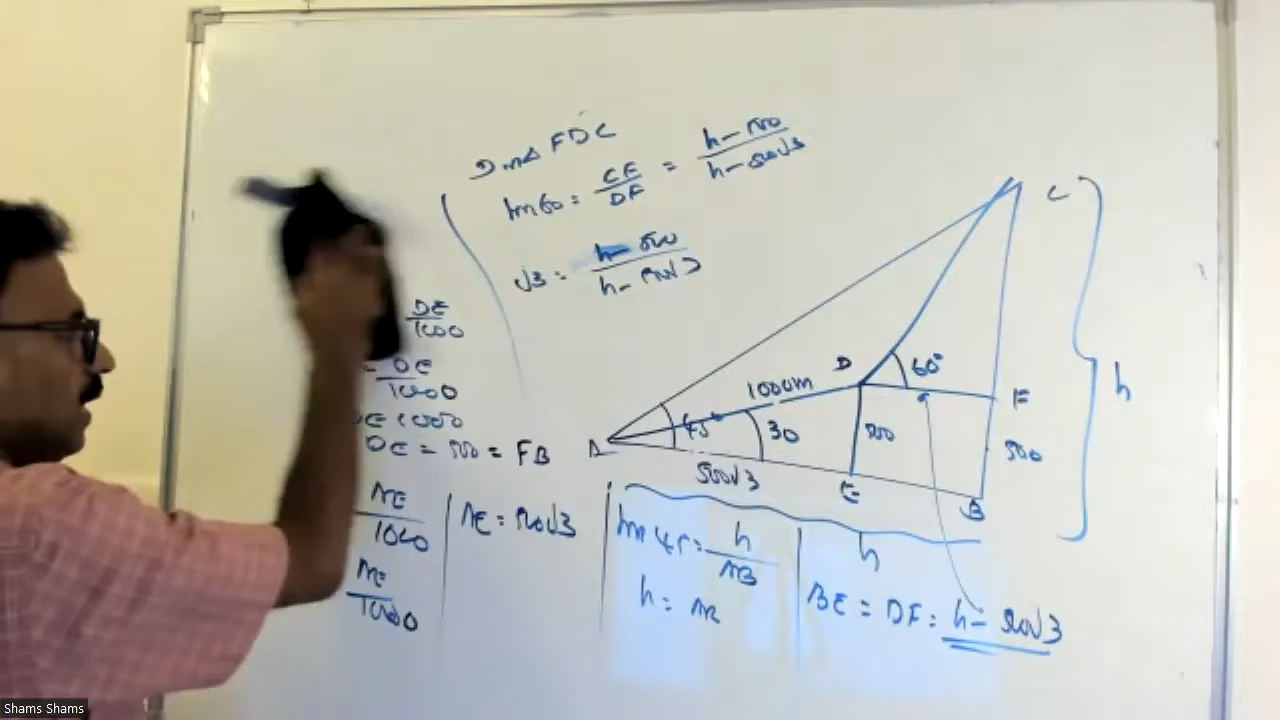 In Δ FDC
tan 60 = CF/DF = h-500/h-500√3
√3 = h-500/h-500√3
DE/1000
= DE/1000
DE = 500 = FB
AE/1000
AE/1000
AE = 500√3
C
h
D
60°
F
1000m
A
45°
30
500
500
500√3
E
B
tan 45 = h/AB
h = AB
h
BE = DF = h - 500√3
Shams Shams